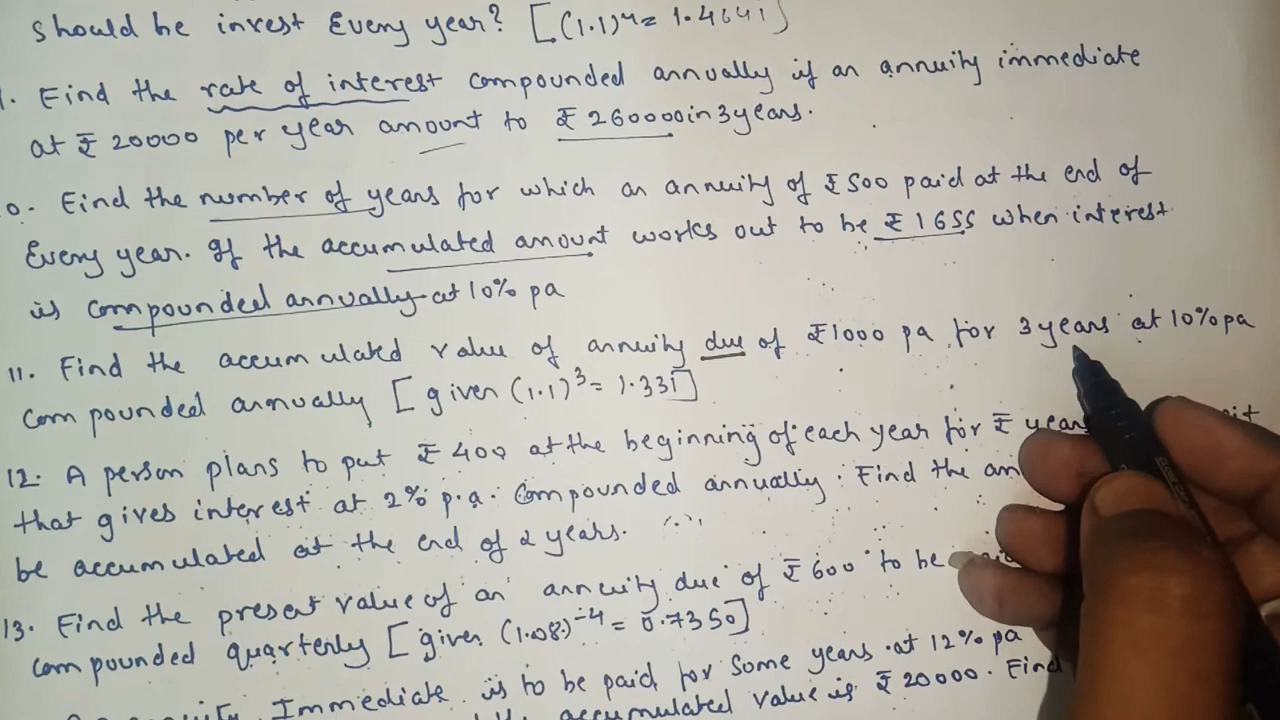 should be invest Every year? [(1.1)⁴ = 1.4641]
1. Find the rate of interest compounded annually if an annuity immediate
at ₹ 20000 per year amount to ₹ 260000 in 3 years.
0. Find the number of years for which an annuity of ₹ 500 paid at the end of
Every year. If the accumulated amount works out to be ₹ 1655 when interest
is compounded annually at 10% pa
11. Find the accumulated value of annuity due of ₹1000 pa for 3 years at 10% pa
compounded annually [given (1.1)³ = 1.331]
12. A person plans to put ₹ 400 at the beginning of each year for ₹ years
that gives interest at 2% p.a. Compounded annually. Find the
be accumulated at the end of 2 years.
13. Find the present value of an annuity due of ₹ 600 to be
compounded quarterly [given (1.08)⁻⁴ = 0.7350]
Immediate is to be paid for some years at 12% pa
accumulated value is ₹ 20000. Find